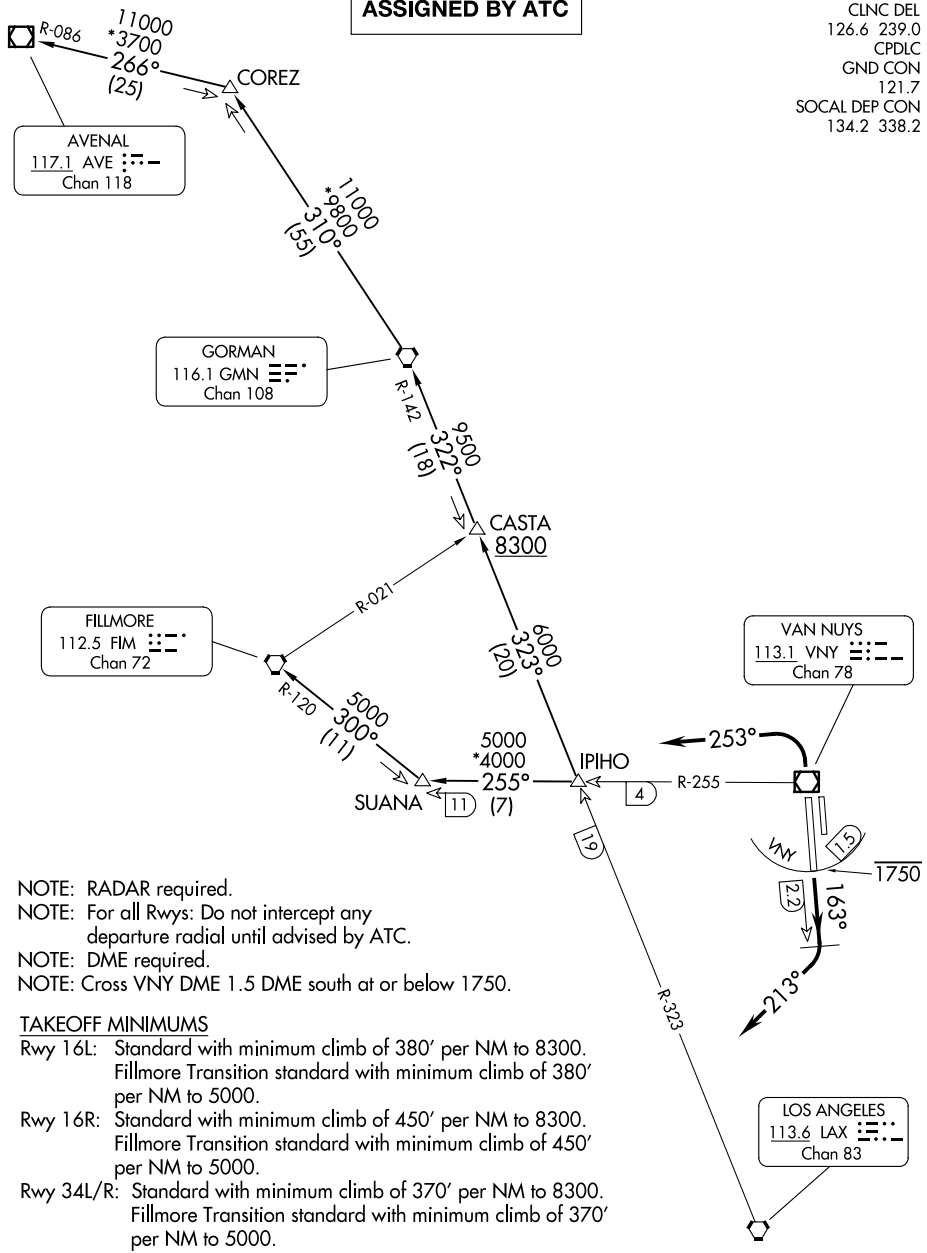 ASSIGNED BY ATC
CLNC DEL
126.6 239.0
CPDLC
GND CON
121.7
SOCAL DEP CON
134.2 338.2
R-086
11000
*3700
266°
(25)
COREZ
AVENAL
117.1 AVE
Chan 118
11000
*9800
310°
(55)
GORMAN
116.1 GMN
Chan 108
R-142
9500
322°
(18)
CASTA
8300
R-021
FILLMORE
112.5 FIM
Chan 72
6000
323°
(20)
VAN NUYS
113.1 VNY
Chan 78
R-120
5000
300°
(11)
5000
*4000
255°
(7)
IPIHO
253°
R-255
4
SUANA
11
19
VNY
1.5
1750
2.2
163°
213°
NOTE: RADAR required.
NOTE: For all Rwys: Do not intercept any
departure radial until advised by ATC.
NOTE: DME required.
NOTE: Cross VNY DME 1.5 DME south at or below 1750.
R-323
TAKEOFF MINIMUMS
Rwy 16L: Standard with minimum climb of 380' per NM to 8300.
Fillmore Transition standard with minimum climb of 380'
per NM to 5000.
Rwy 16R: Standard with minimum climb of 450' per NM to 8300.
Fillmore Transition standard with minimum climb of 450'
per NM to 5000.
Rwy 34L/R: Standard with minimum climb of 370' per NM to 8300.
Fillmore Transition standard with minimum climb of 370'
per NM to 5000.
LOS ANGELES
113.6 LAX
Chan 83